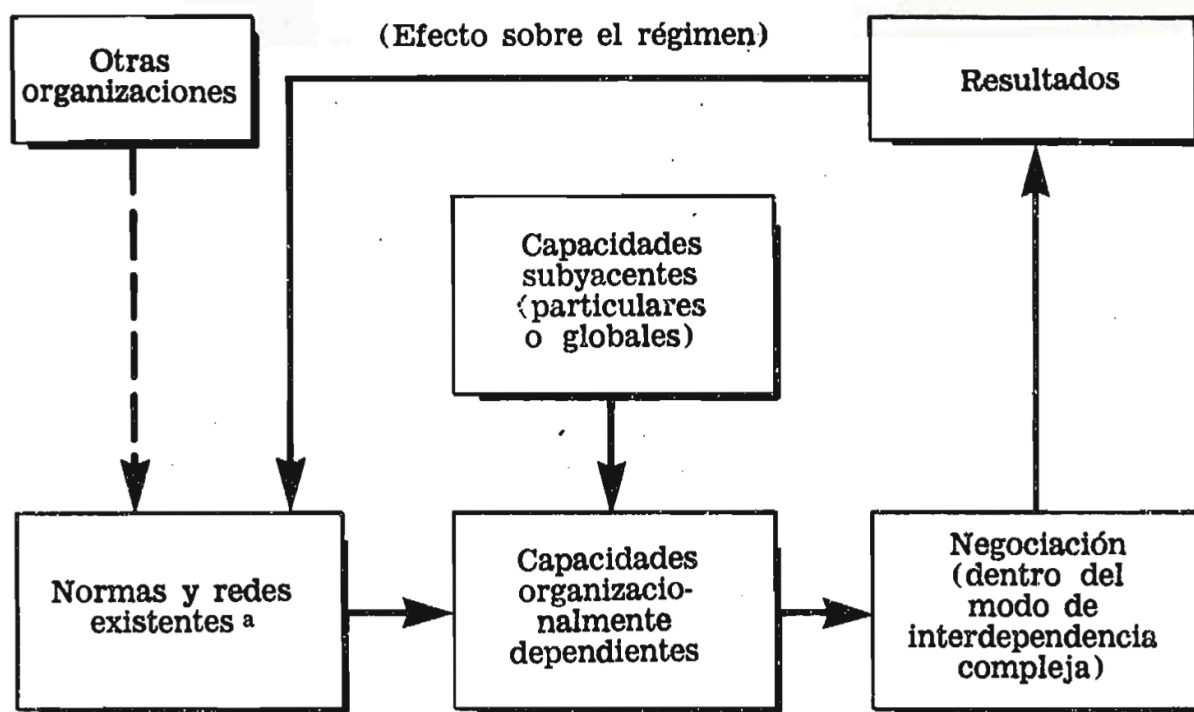 (Efecto sobre el régimen)
Otras
organizaciones
Resultados
Capacidades
subyacentes
(particulares
o globales)
Normas y redes
existentes a
Capacidades
organizacio-
nalmente
dependientes
Negociación
(dentro del
modo de
interdependencia
compleja)